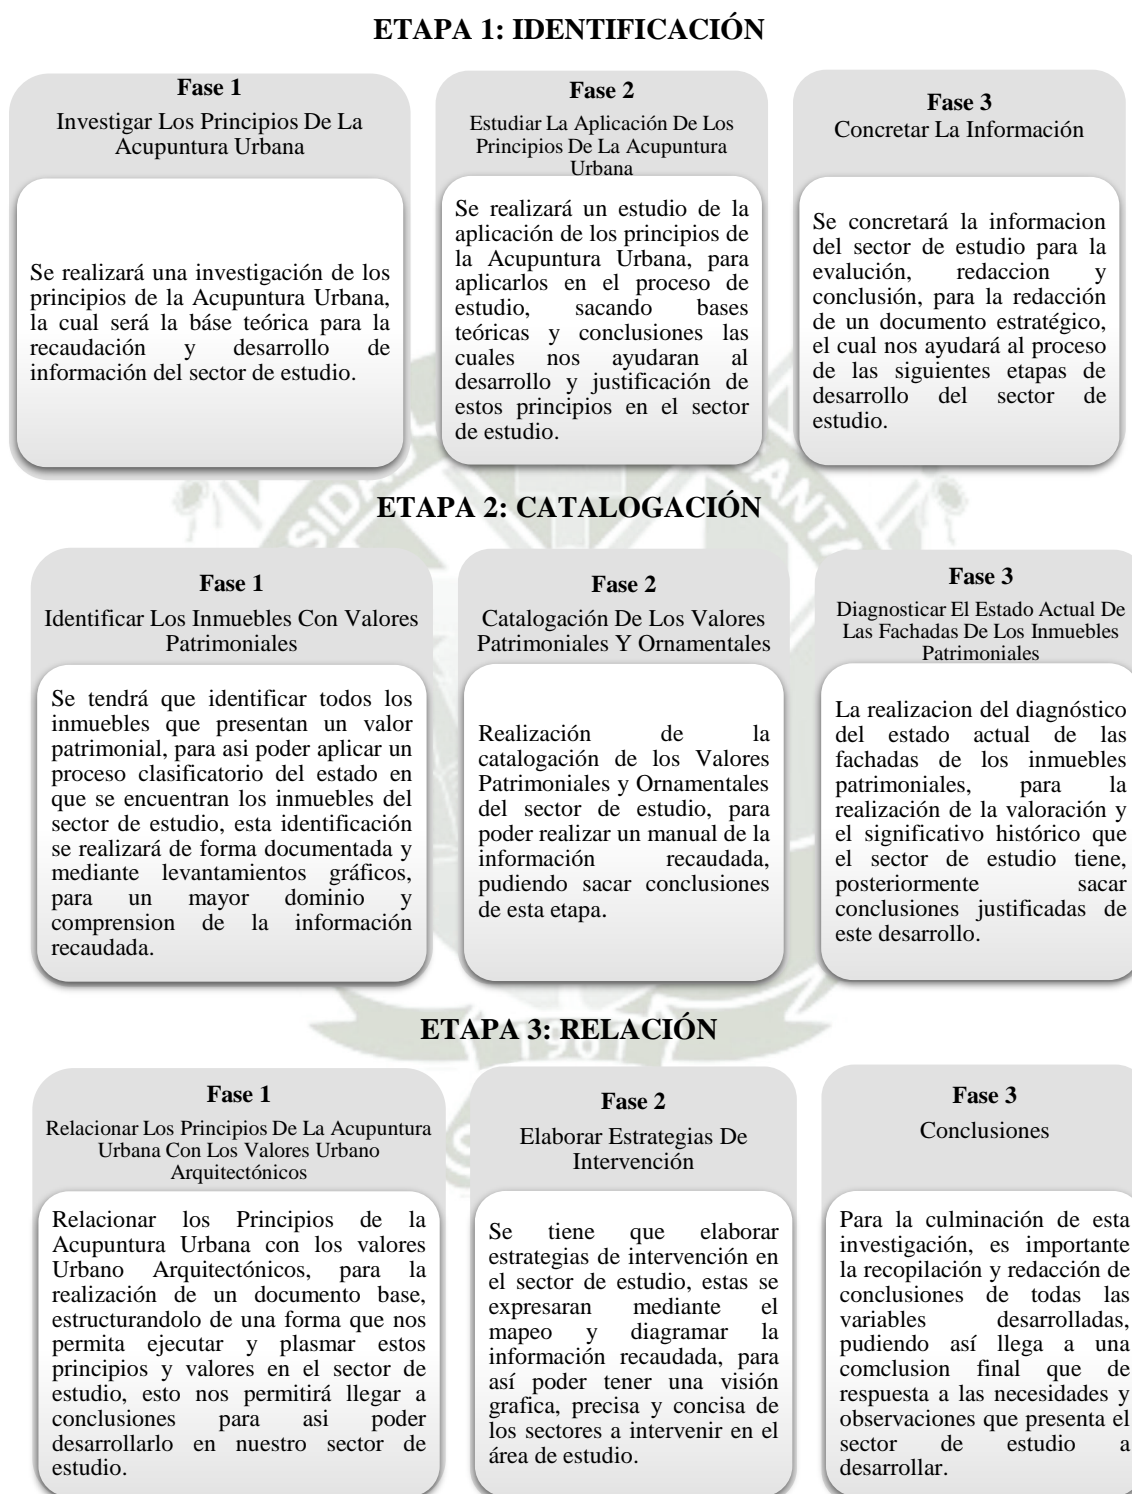 ETAPA 1: IDENTIFICACIÓN
Fase 1
Investigar Los Principios De La
Acupuntura Urbana
Se realizará una investigación de los
principios de la Acupuntura Urbana,
la cual será la báse teórica para la
recaudación y desarrollo de
información del sector de estudio.
Fase 2
Estudiar La Aplicación De Los
Principios De La Acupuntura
Urbana
Se realizará un estudio de la
aplicación de los principios de
la Acupuntura Urbana, para
aplicarlos en el proceso de
estudio, sacando bases
teóricas y conclusiones las
cuales nos ayudaran al
desarrollo y justificación de
estos principios en el sector
de estudio.
Fase 3
Concretar La Información
Se concretará la informacion
del sector de estudio para la
evalución, redaccion y
conclusión, para la redacción
de un documento estratégico,
el cual nos ayudará al proceso
de las siguientes etapas de
desarrollo del sector de
estudio.
ETAPA 2: CATALOGACIÓN
Fase 1
Identificar Los Inmuebles Con Valores
Patrimoniales
Se tendrá que identificar todos los
inmuebles que presentan un valor
patrimonial, para asi poder aplicar un
proceso clasificatorio del estado en
que se encuentran los inmuebles del
sector de estudio, esta identificación
se realizará de forma documentada y
mediante levantamientos gráficos,
para un mayor dominio y
comprension de la información
recaudada.
Fase 2
Catalogación De Los Valores
Patrimoniales Y Ornamentales
Realización de la
catalogación de los Valores
Patrimoniales y Ornamentales
del sector de estudio, para
poder realizar un manual de la
información recaudada,
pudiendo sacar conclusiones
de esta etapa.
Fase 3
Diagnosticar El Estado Actual De
Las Fachadas De Los Inmuebles
Patrimoniales
La realizacion del diagnóstico
del estado actual de las
fachadas de los inmuebles
patrimoniales, para la
realización de la valoración y
el significativo histórico que
el sector de estudio tiene,
posteriormente sacar
conclusiones justificadas de
este desarrollo.
ETAPA 3: RELACIÓN
Fase 1
Relacionar Los Principios De La Acupuntura
Urbana Con Los Valores Urbano
Arquitectónicos
Relacionar los Principios de la
Acupuntura Urbana con los valores
Urbano Arquitectónicos, para la
realización de un documento base,
estructurandolo de una forma que nos
permita ejecutar y plasmar estos
principios y valores en el sector de
estudio, esto nos permitirá llegar a
conclusiones para asi poder
desarrollarlo en nuestro sector de
estudio.
Fase 2
Elaborar Estrategias De
Intervención
Se tiene que elaborar
estrategias de intervención en
el sector de estudio, estas se
expresaran mediante el
mapeo y diagramar la
información recaudada, para
así poder tener una visión
grafica, precisa y concisa de
los sectores a intervenir en el
área de estudio.
Fase 3
Conclusiones
Para la culminación de esta
investigación, es importante
la recopilación y redacción de
conclusiones de todas las
variables desarrolladas,
pudiendo así llega a una
comclusion final que de
respuesta a las necesidades y
observaciones que presenta el
sector de estudio a
desarrollar.